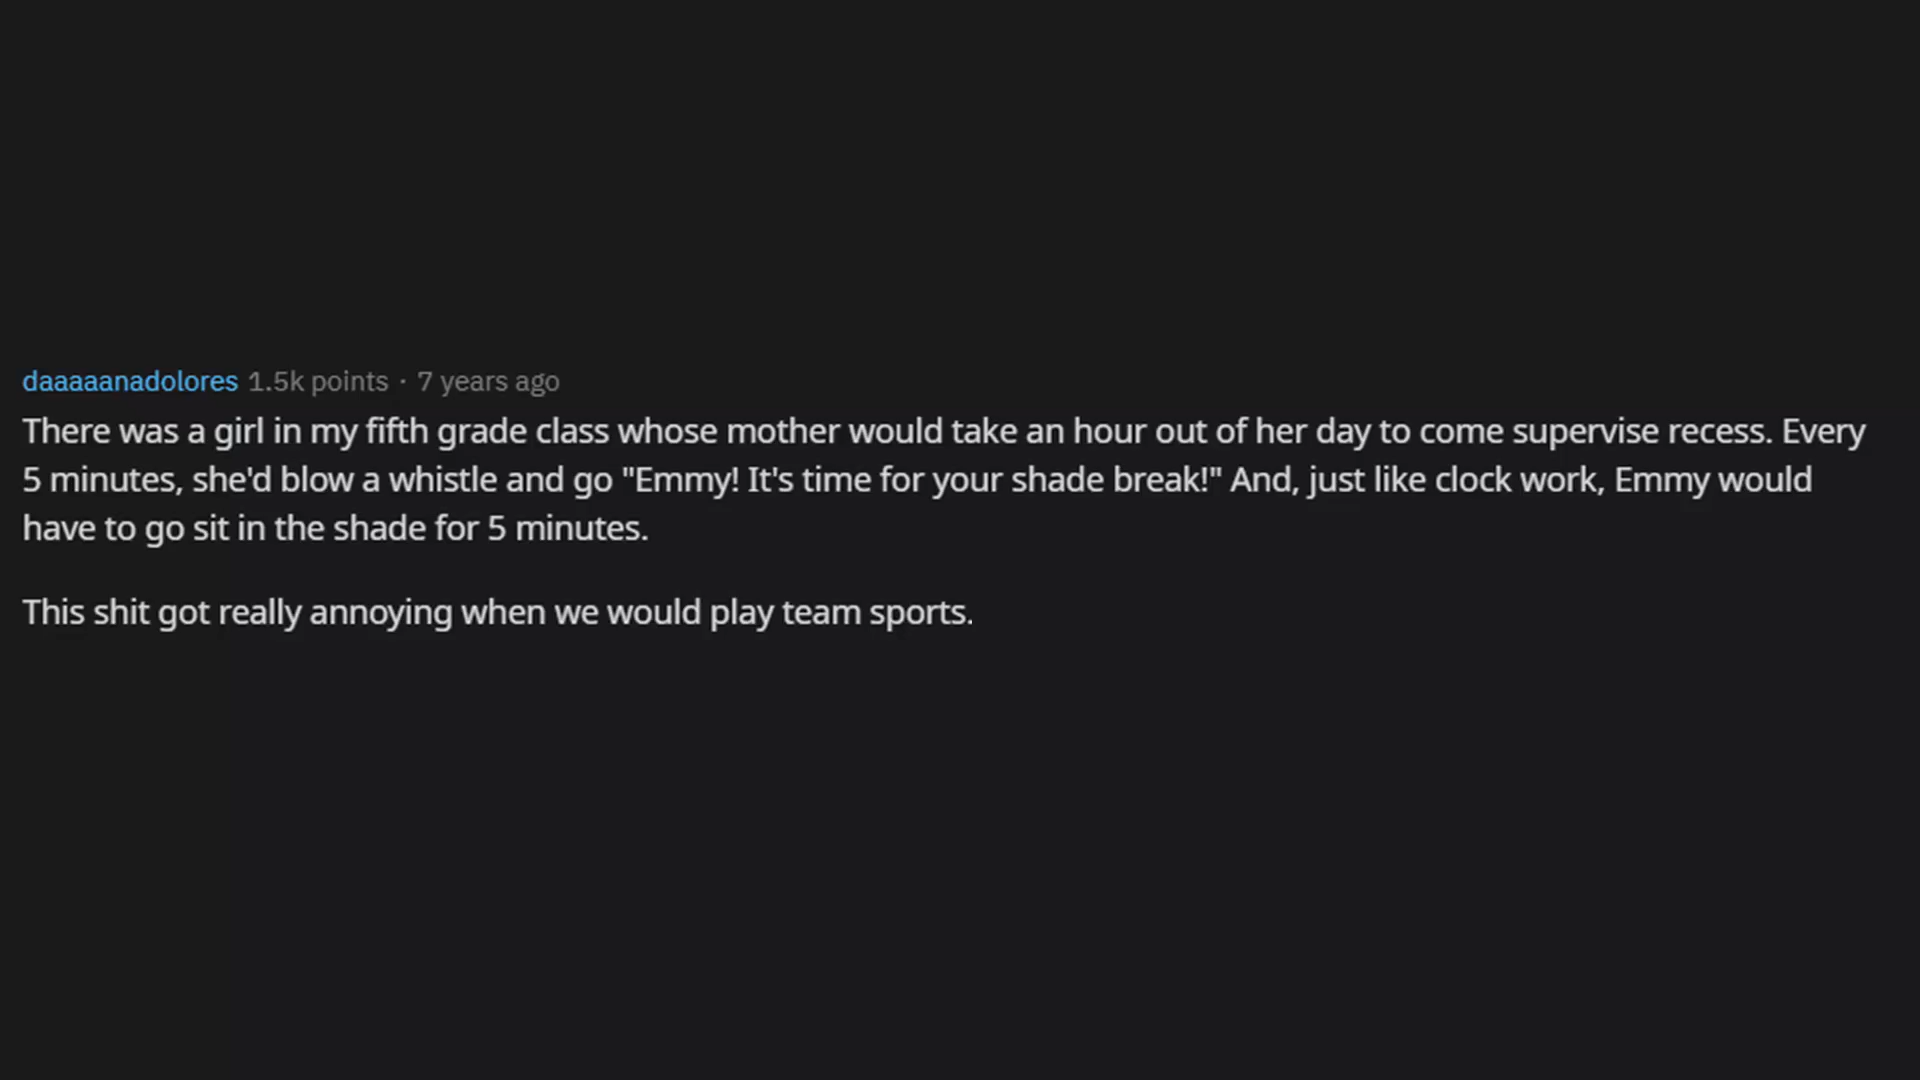 daaaaanadolores 1.5k points · 7 years ago
There was a girl in my fifth grade class whose mother would take an hour out of her day to come supervise recess. Every
5 minutes, she'd blow a whistle and go "Emmy! It's time for your shade break!" And, just like clock work, Emmy would
have to go sit in the shade for 5 minutes.
This shit got really annoying when we would play team sports.